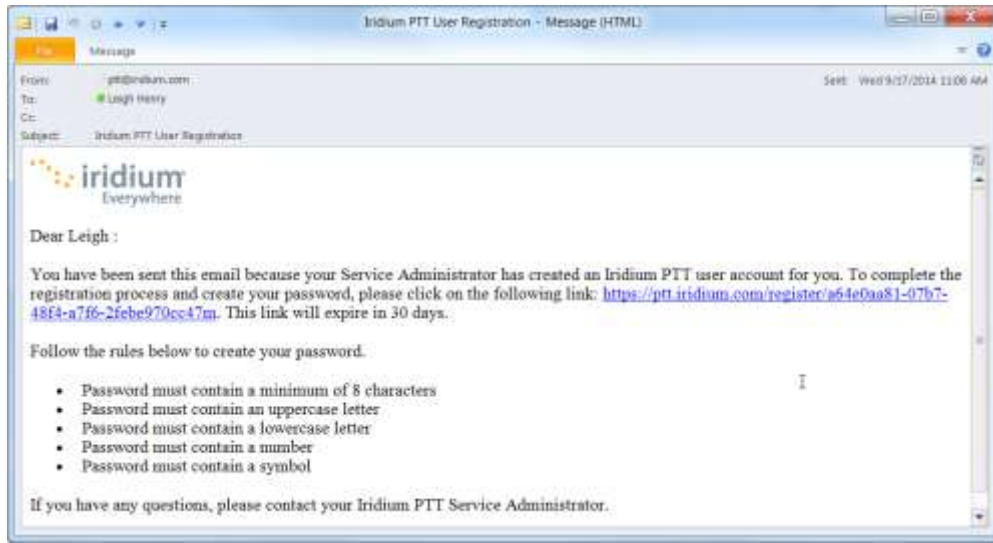 Iridium PTT User Registration - Message (HTML)
File
Message
From: ptt@iridium.com
Sent: Wed 9/17/2014 11:06 AM
To: Leigh Henry
Cc:
Subject: Iridium PTT User Registration
iridium
Everywhere
Dear Leigh :
You have been sent this email because your Service Administrator has created an Iridium PTT user account for you. To complete the
registration process and create your password, please click on the following link: https://ptt.iridium.com/register/a64e0aa81-07b7-
48f4-a7f6-2febe970cc47m. This link will expire in 30 days.
Follow the rules below to create your password.
• Password must contain a minimum of 8 characters
• Password must contain an uppercase letter
• Password must contain a lowercase letter
• Password must contain a number
• Password must contain a symbol
If you have any questions, please contact your Iridium PTT Service Administrator.